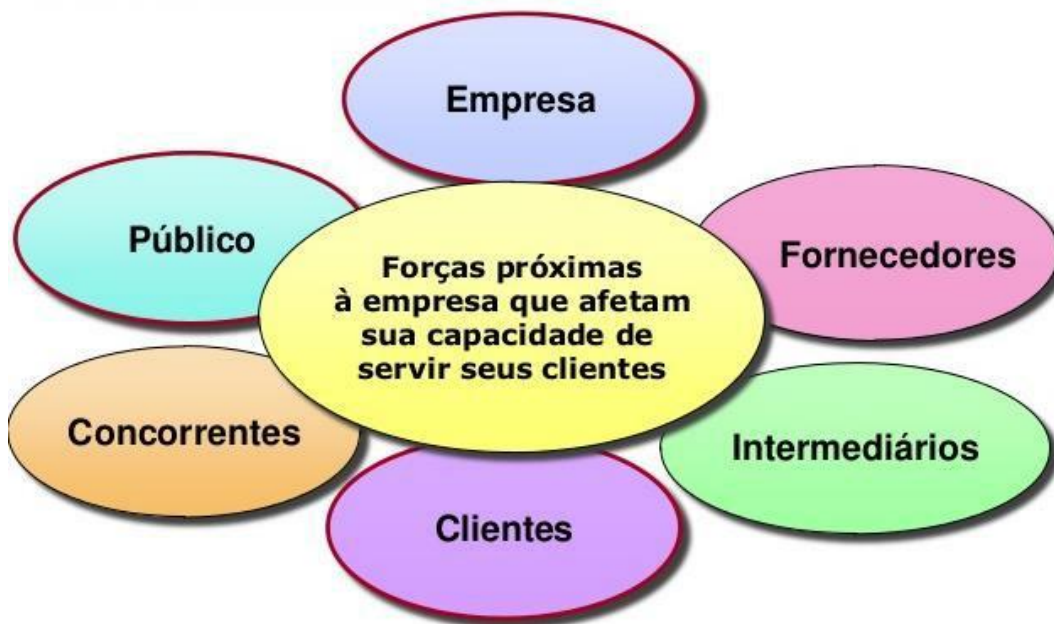 Empresa
Público
Fornecedores
Forças próximas
à empresa que afetam
sua capacidade de
servir seus clientes
Concorrentes
Intermediários
Clientes